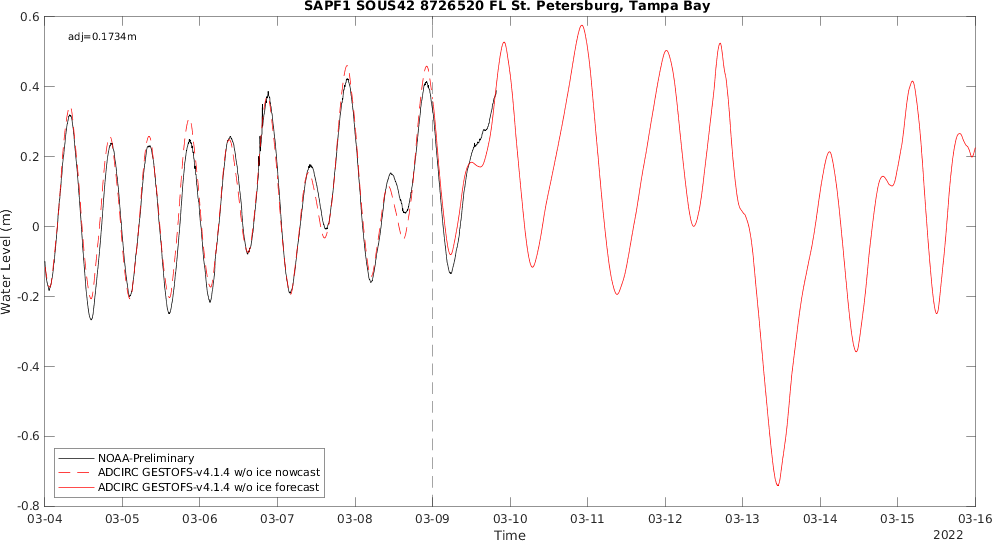 SAPF1 SOUS42 8726520 FL St. Petersburg, Tampa Bay
adj=0.1734m
0.6
0.4
0.2
0
-0.2
-0.4
-0.6
-0.8
Water Level (m)
NOAA-Preliminary
ADCIRC GESTOFS-v4.1.4 w/o ice nowcast
ADCIRC GESTOFS-v4.1.4 w/o ice forecast
03-04 03-05 03-06 03-07 03-08 03-09 03-10 03-11 03-12 03-13 03-14 03-15 03-16
Time
2022